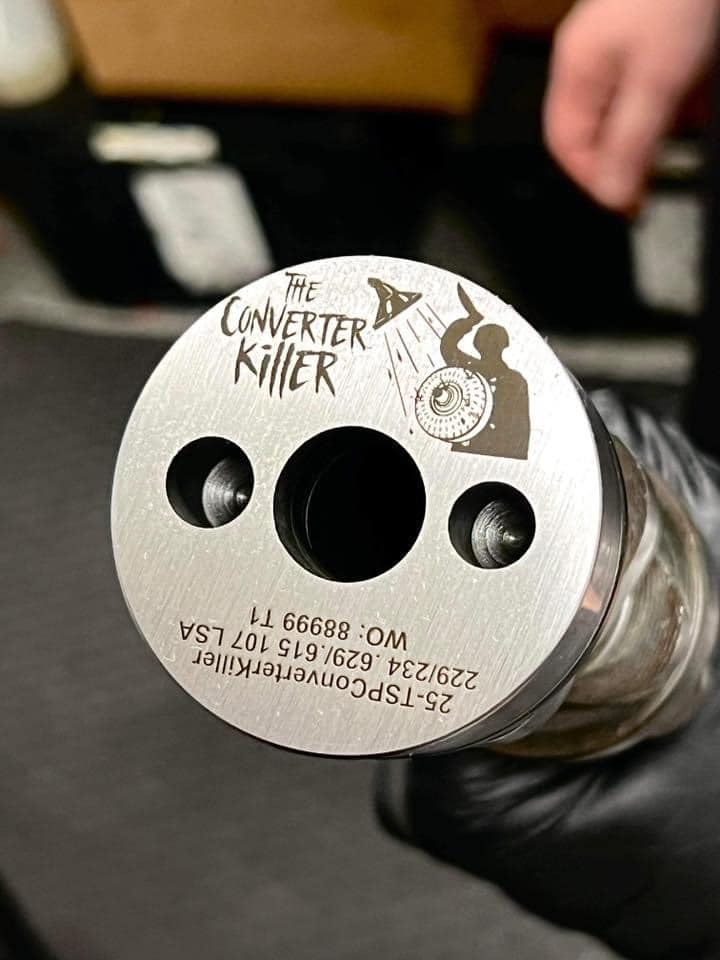 THE
CONVERTER
KILLER
25-TSPConverterKiller
229/234 .629/.615 107 LSA
WO: 88999 T1